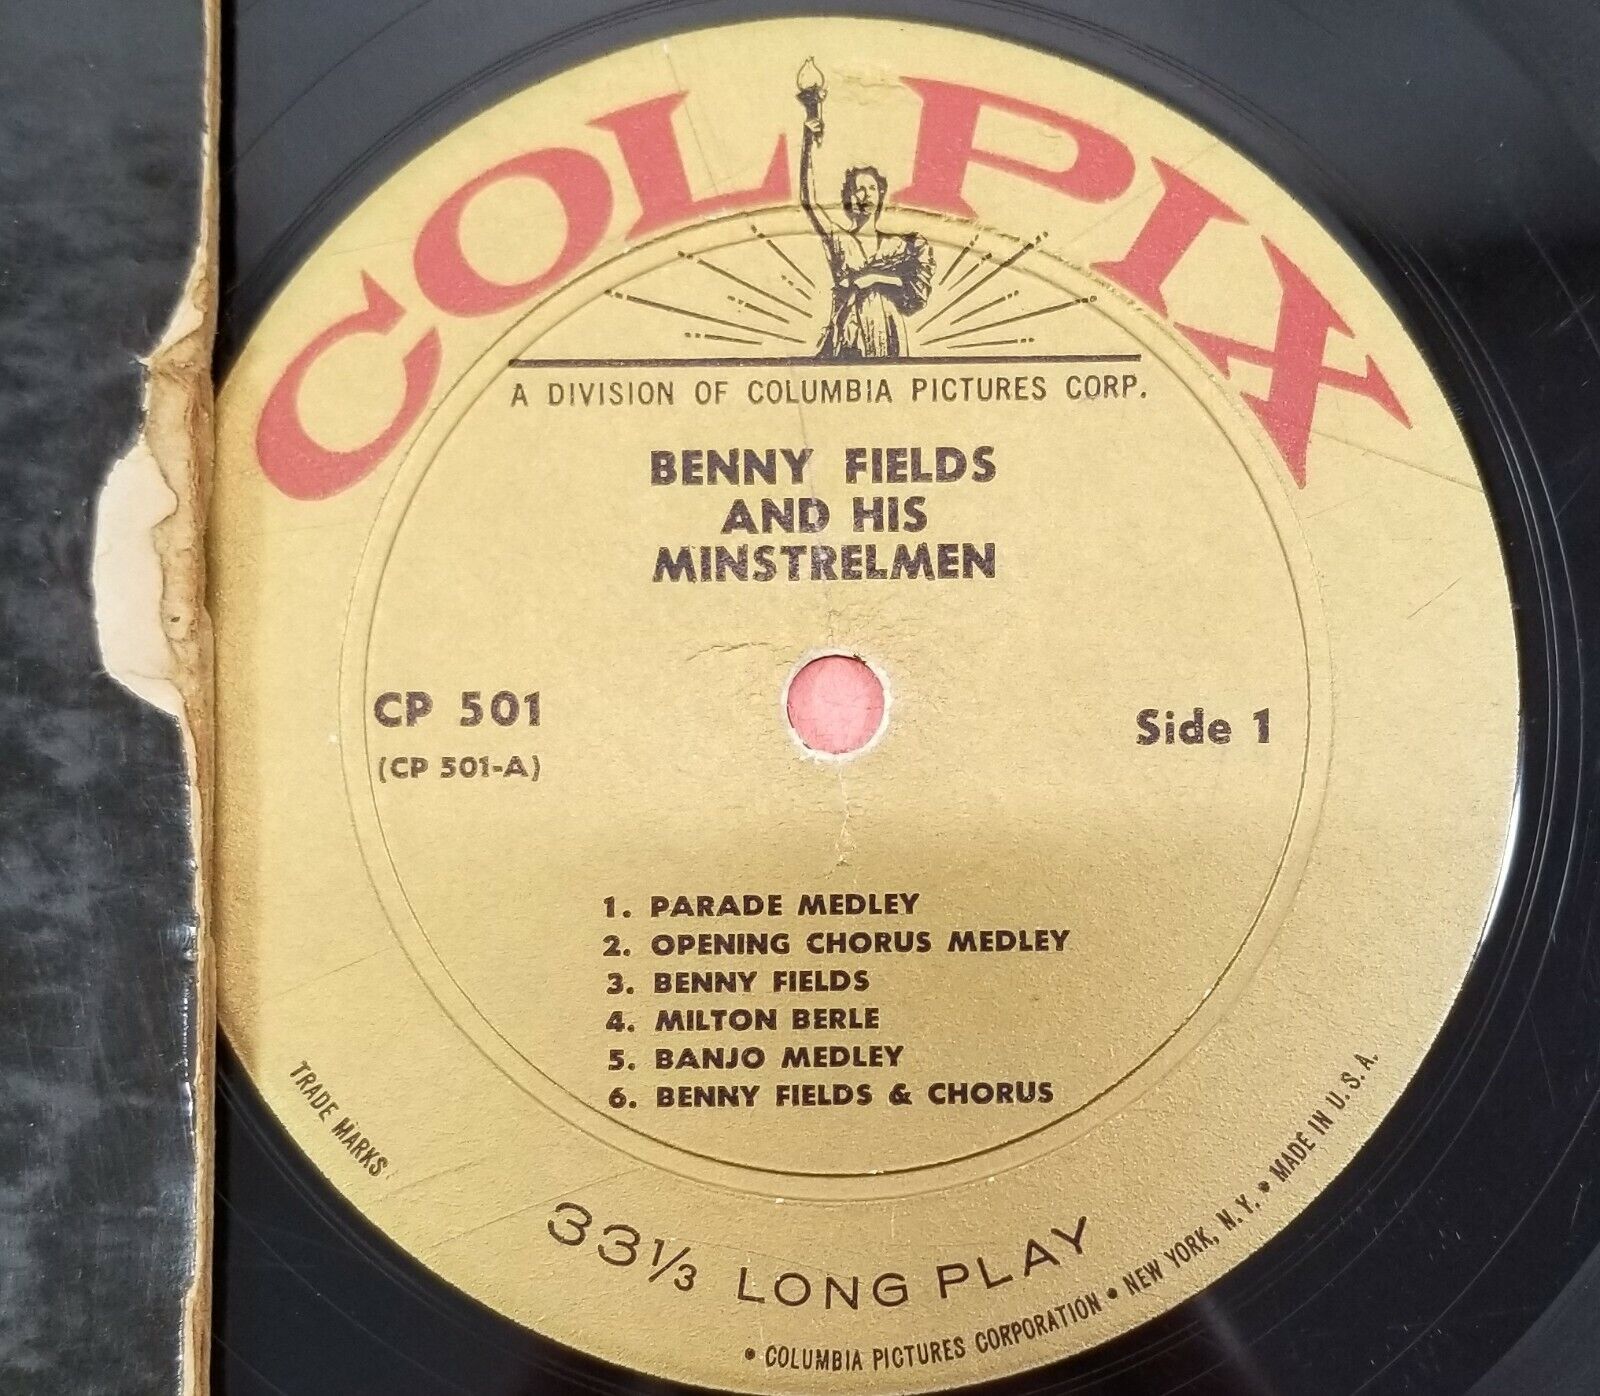 COLPIX
A DIVISION OF COLUMBIA PICTURES CORP.
BENNY FIELDS
AND HIS
MINSTRELMEN
CP 501
(CP 501-A)
Side 1
1. PARADE MEDLEY
2. OPENING CHORUS MEDLEY
3. BENNY FIELDS
4. MILTON BERLE
5. BANJO MEDLEY
6. BENNY FIELDS & CHORUS
33 1/3 LONG PLAY
TRADE MARKS • COLUMBIA PICTURES CORPORATION • NEW YORK, N.Y. • MADE IN U.S.A.